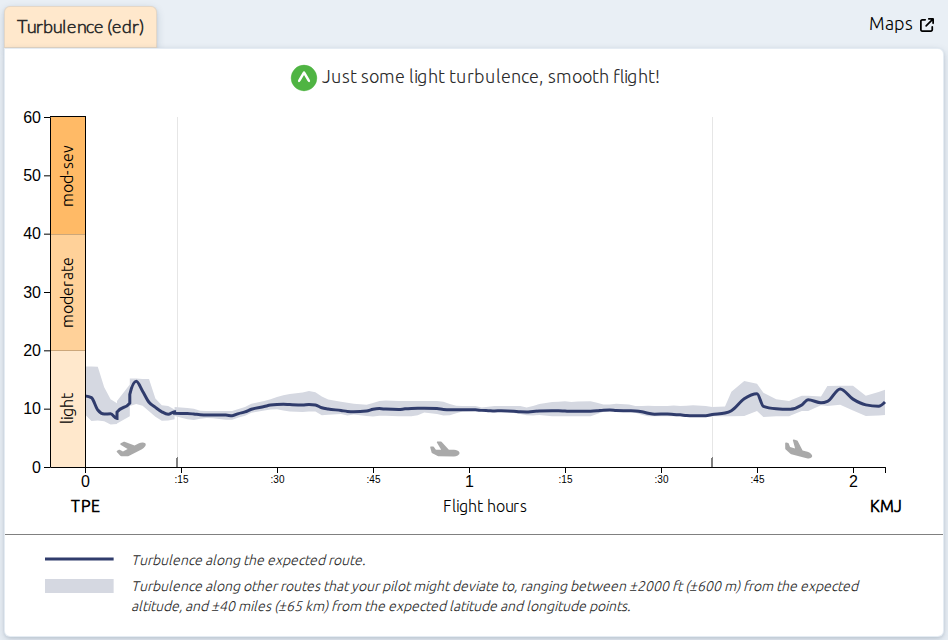 Turbulence (edr)
Maps
Just some light turbulence, smooth flight!
60
50
40
30
20
10
0
mod-sev
moderate
light
0
:15
:30
:45
1
:15
:30
:45
2
TPE
Flight hours
KMJ
Turbulence along the expected route.
Turbulence along other routes that your pilot might deviate to, ranging between ±2000 ft (±600 m) from the expected
altitude, and ±40 miles (±65 km) from the expected latitude and longitude points.